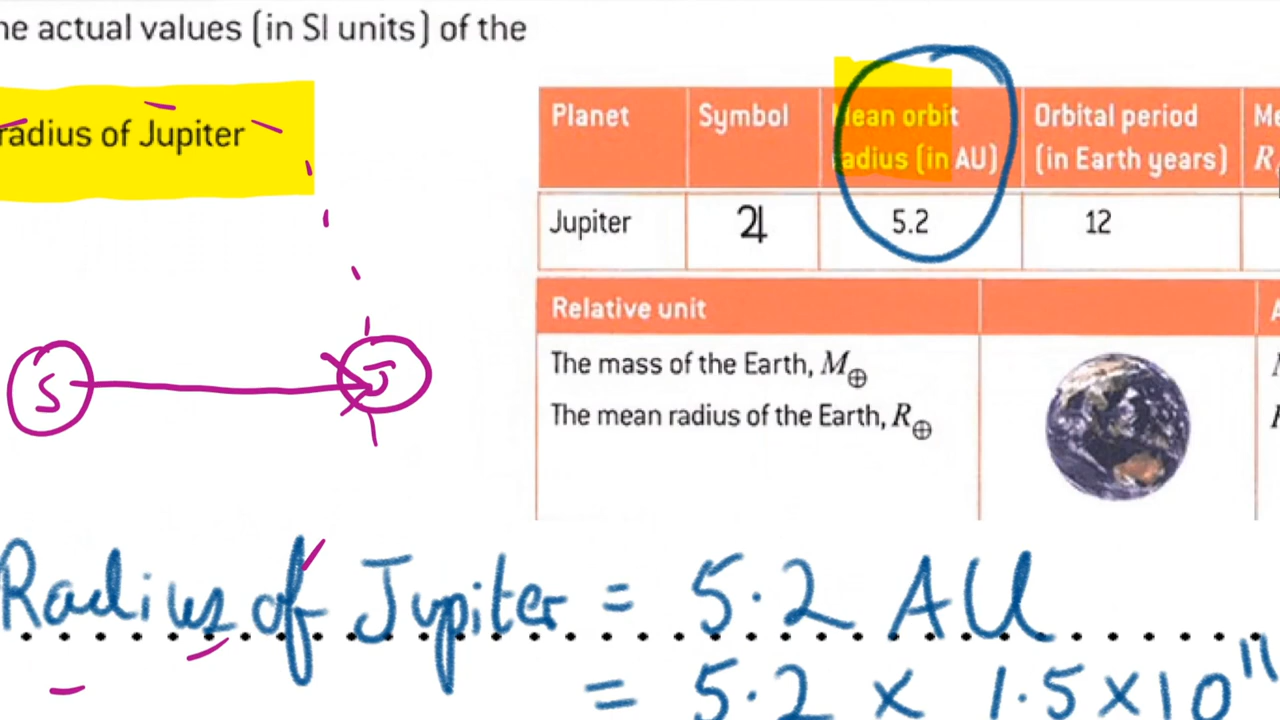 he actual values (in SI units) of the
radius of Jupiter
Planet Symbol Mean orbit radius (in AU) Orbital period (in Earth years) Me R⊕
Jupiter ♃ 5.2 12
Relative unit A
The mass of the Earth, M⊕
The mean radius of the Earth, R⊕
S J
Radius of Jupiter = 5.2 AU
= 5.2 × 1.5×10¹¹